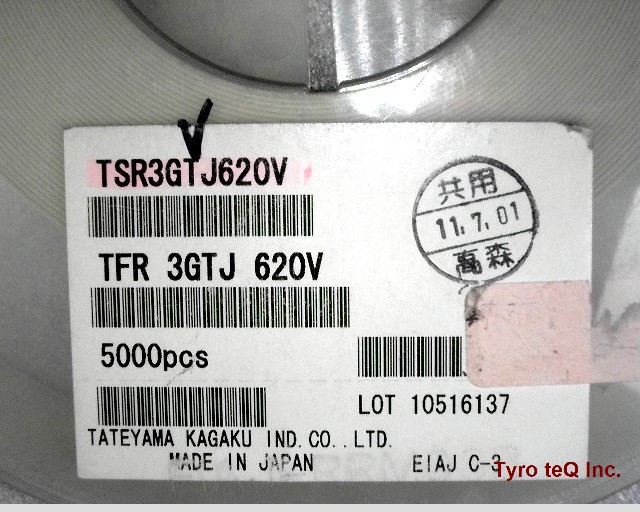 TSR3GTJ620V
共用
11.7.01
高森
TFR 3GTJ 620V
5000pcs
LOT 10516137
TATEYAMA KAGAKU IND.CO.,LTD.
MADE IN JAPAN
EIAJ C-3
Tyro teQ Inc.